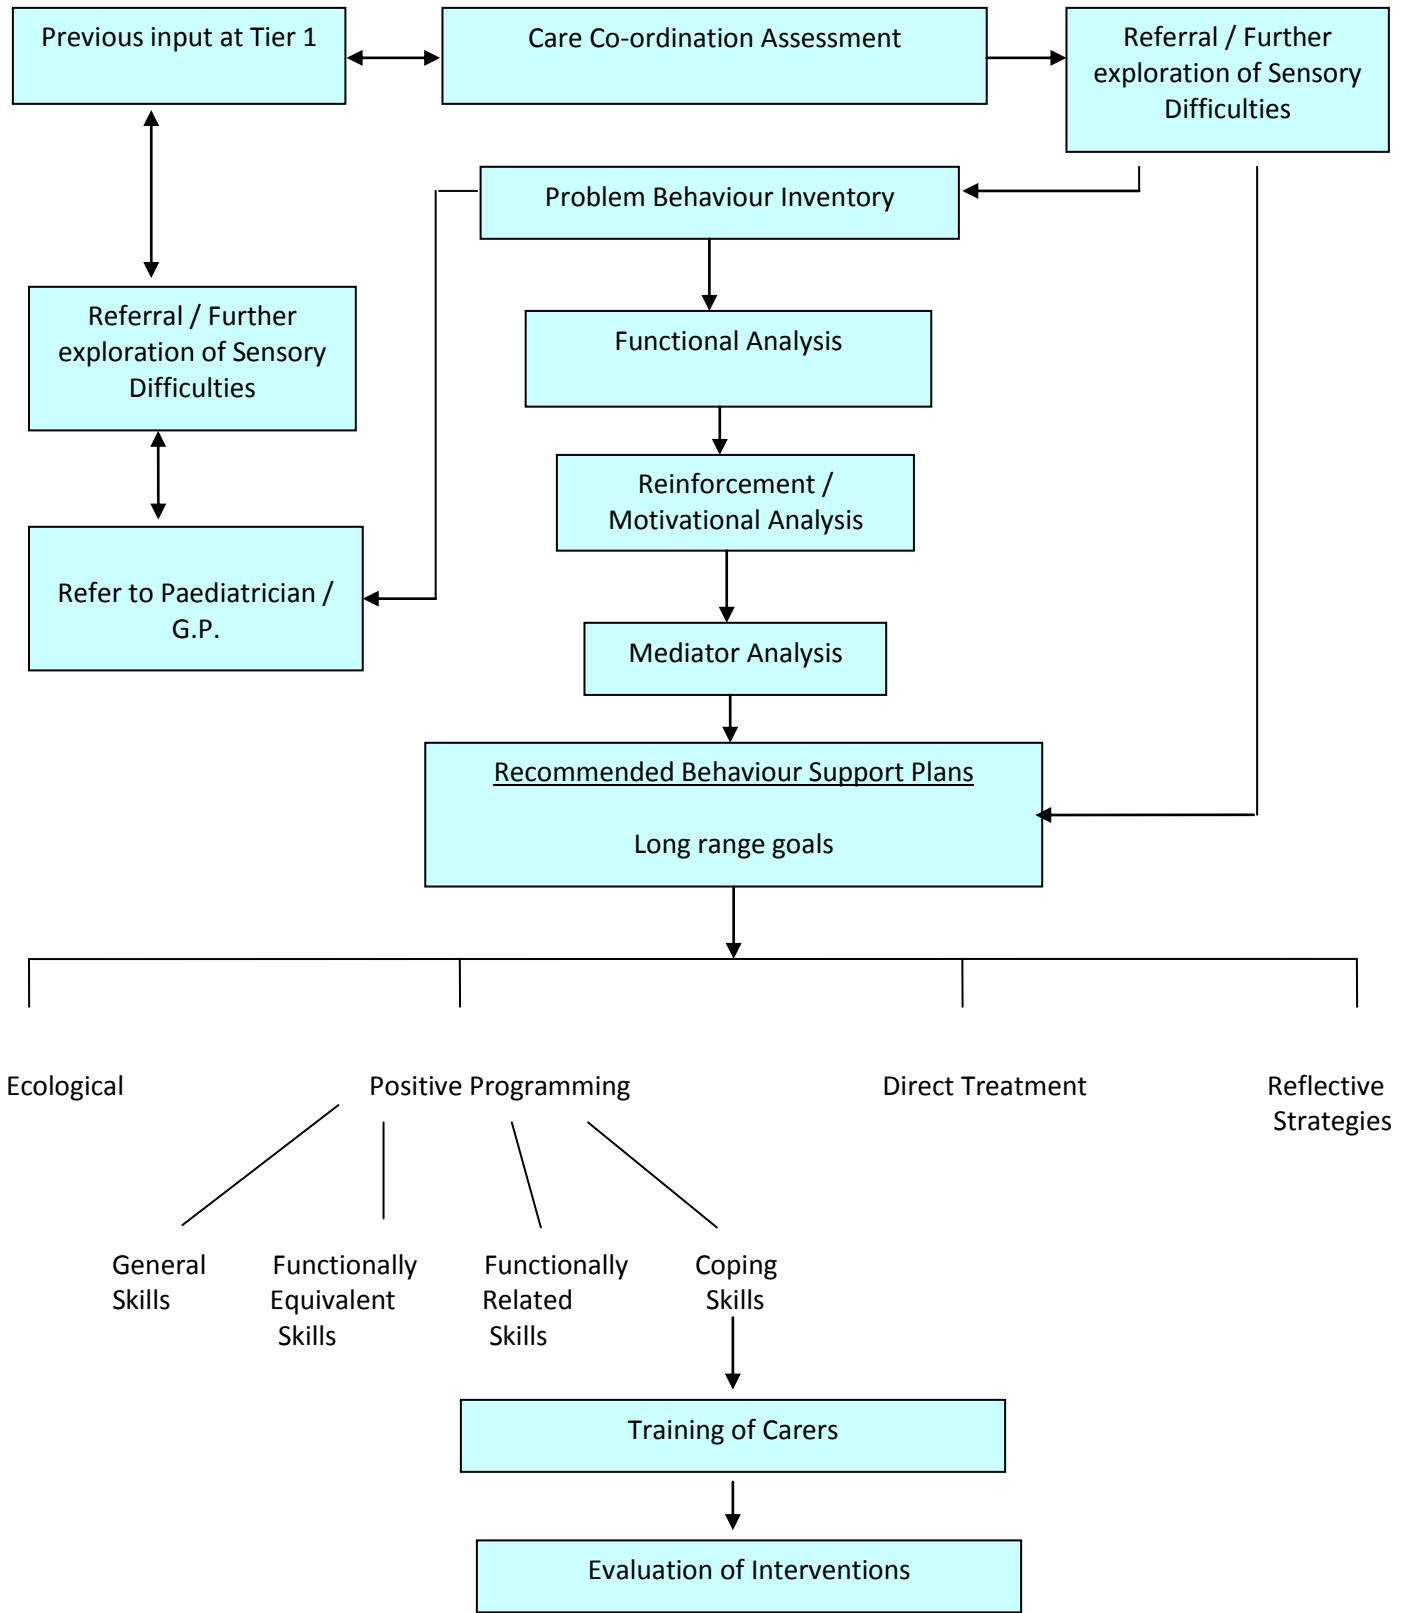 Previous input at Tier 1
Care Co-ordination Assessment
Referral / Further
exploration of Sensory
Difficulties
Problem Behaviour Inventory
Referral / Further
exploration of Sensory
Difficulties
Functional Analysis
Reinforcement /
Motivational Analysis
Refer to Paediatrician /
G.P.
Mediator Analysis
Recommended Behaviour Support Plans
Long range goals
Ecological
Positive Programming
Direct Treatment
Reflective
Strategies
General
Skills
Functionally
Equivalent
Skills
Functionally
Related
Skills
Coping
Skills
Training of Carers
Evaluation of Interventions